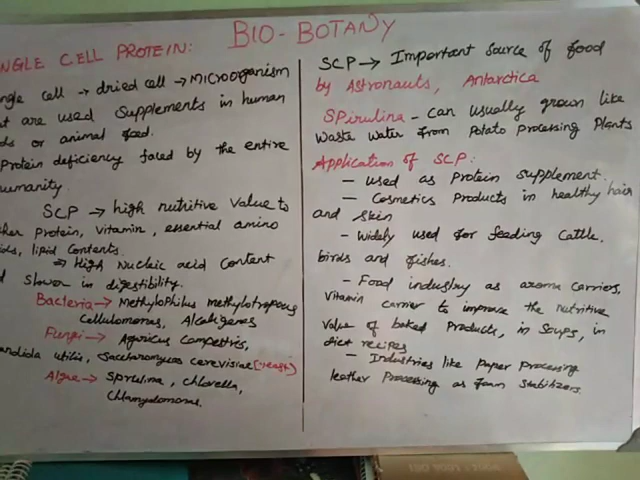 BIO-BOTANY
NGLE CELL PROTEIN:
ngle cell → dried cell → Microorganism
at are used Supplements in human
ds or animal feed.
Protein deficiency faced by the entire
umanity.
SCP → high nutritive value to
her protein, vitamin, essential amino
ids, lipid contents.
→ High Nucleic acid content
d slower in digestibility.
Bacteria → Methylophilus methylotrophous
Cellulomonas, Alcaligenes
Fungi → Agaricus campestris,
andida utilis, Saccharomyces cerevisiae (yeast)
Algae → Spirulina, chlorella,
Chlamydomonas.
SCP → Important Source of food
by Astronauts, Antarctica
SPirulina - can usually grown like
Waste water from Potato processing Plants
Application of SCP:
- used as protein supplement.
- Cosmetics Products in healthy hair
and skin
- Widely used for feeding Cattle,
birds and fishes.
- Food industry as aroma carriers,
vitamin carrier to improve the nutritive
value of baked Products, in Soups, in
diet recipes
- Industries like Paper Processing
leather Processing as foam stabilizers.